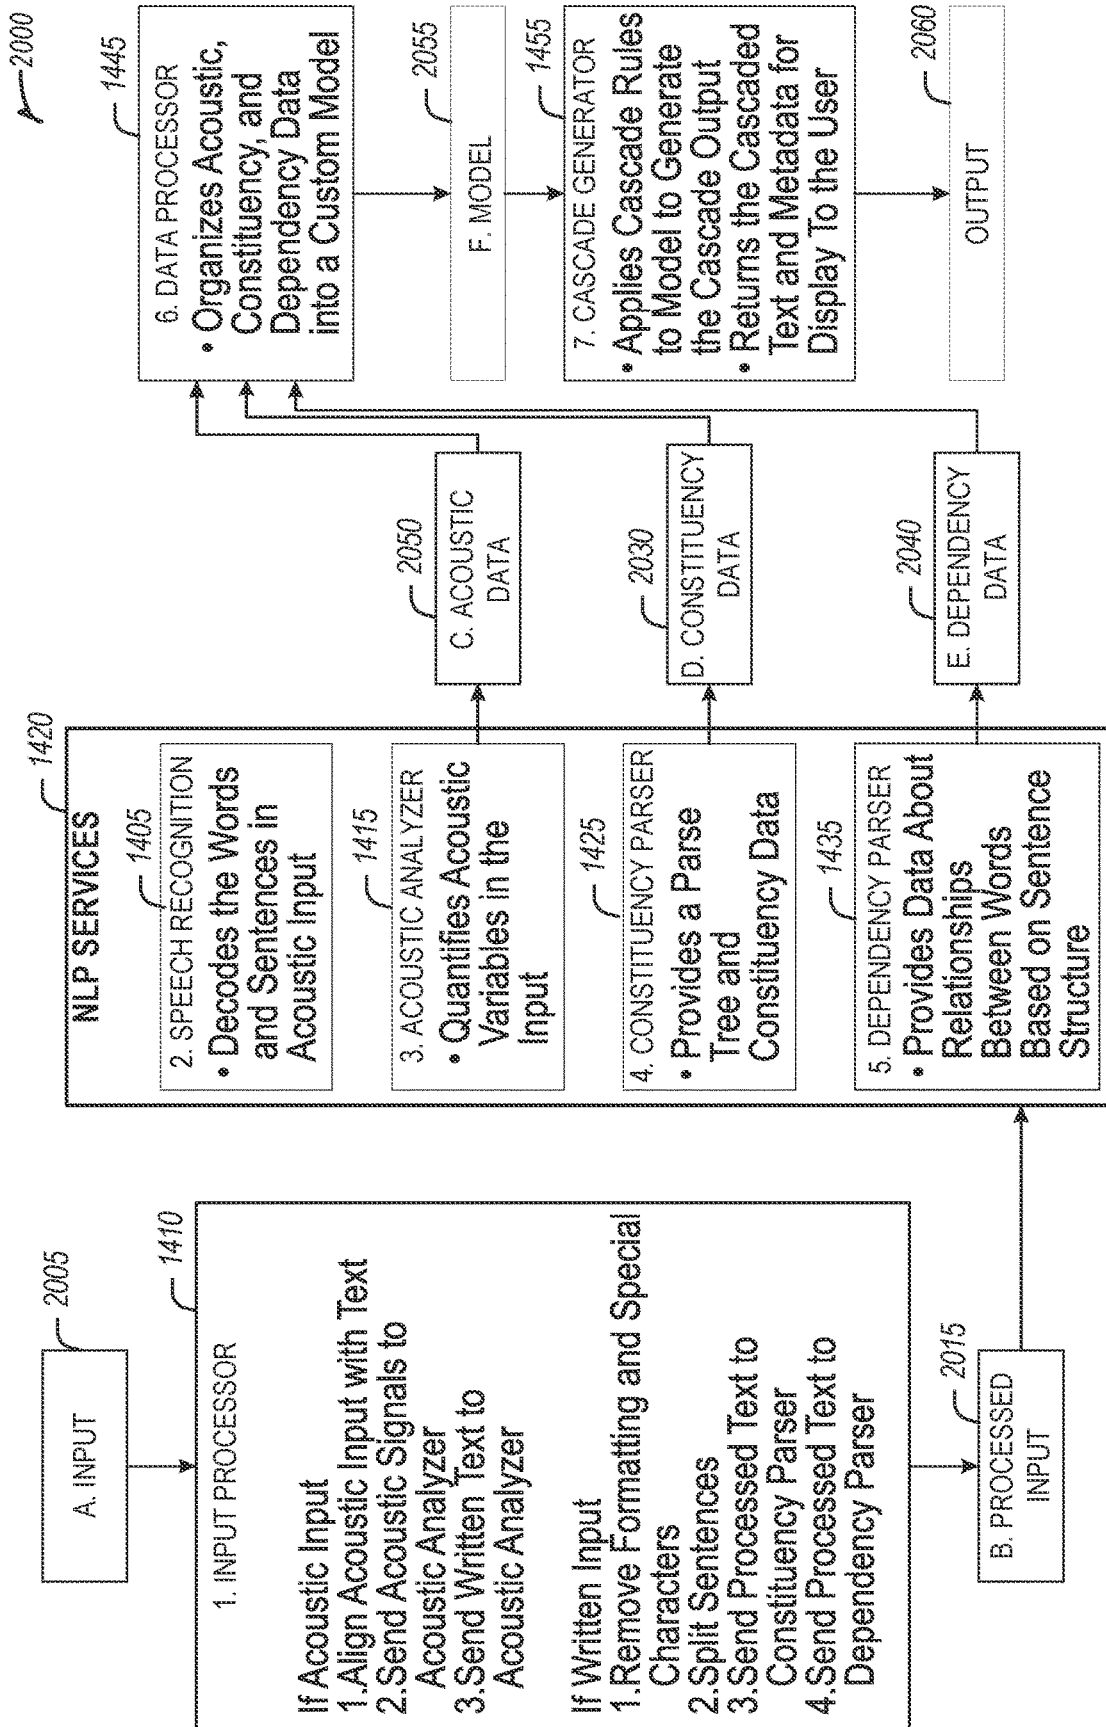 2000
A. INPUT
2005
1410
1. INPUT PROCESSOR
If Acoustic Input
1.Align Acoustic Input with Text
2.Send Acoustic Signals to
Acoustic Analyzer
3.Send Written Text to
Acoustic Analyzer
If Written Input
1.Remove Formatting and Special
Characters
2.Split Sentences
3.Send Processed Text to
Constituency Parser
4.Send Processed Text to
Dependency Parser
B. PROCESSED
INPUT
2015
1420
NLP SERVICES
1405
2. SPEECH RECOGNITION
• Decodes the Words
and Sentences in
Acoustic Input
1415
3. ACOUSTIC ANALYZER
• Quantifies Acoustic
Variables in the
Input
1425
4. CONSTITUENCY PARSER
• Provides a Parse
Tree and
Constituency Data
1435
5. DEPENDENCY PARSER
• Provides Data About
Relationships
Between Words
Based on Sentence
Structure
2050
C. ACOUSTIC
DATA
2030
D. CONSTITUENCY
DATA
2040
E. DEPENDENCY
DATA
1445
6. DATA PROCESSOR
• Organizes Acoustic,
Constituency, and
Dependency Data
into a Custom Model
2055
F. MODEL
1455
7. CASCADE GENERATOR
• Applies Cascade Rules
to Model to Generate
the Cascade Output
• Returns the Cascaded
Text and Metadata for
Display To the User
2060
OUTPUT